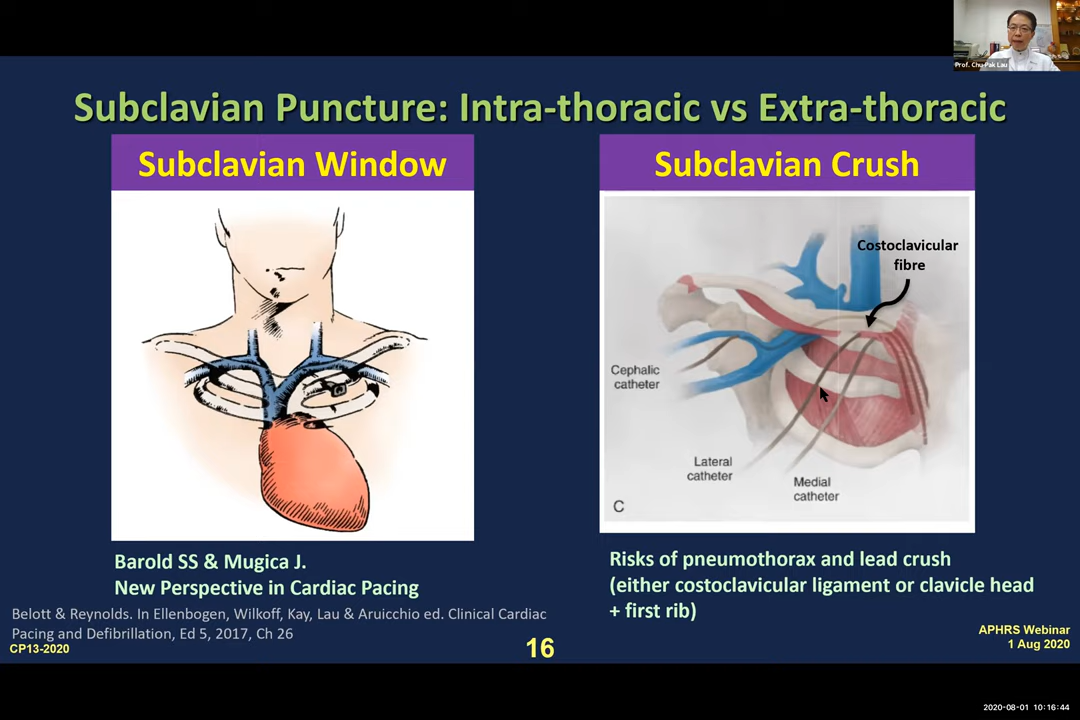 Prof. Chu-Pak Lau
Subclavian Puncture: Intra-thoracic vs Extra-thoracic
Subclavian Window
Subclavian Crush
Costoclavicular
fibre
Cephalic
catheter
Lateral
catheter
Medial
catheter
C
Barold SS & Mugica J.
New Perspective in Cardiac Pacing
Risks of pneumothorax and lead crush
(either costoclavicular ligament or clavicle head
+ first rib)
Belott & Reynolds. In Ellenbogen, Wilkoff, Kay, Lau & Aruicchio ed. Clinical Cardiac
Pacing and Defibrillation, Ed 5, 2017, Ch 26
CP13-2020
16
APHRS Webinar
1 Aug 2020
2020-08-01 10:16:44